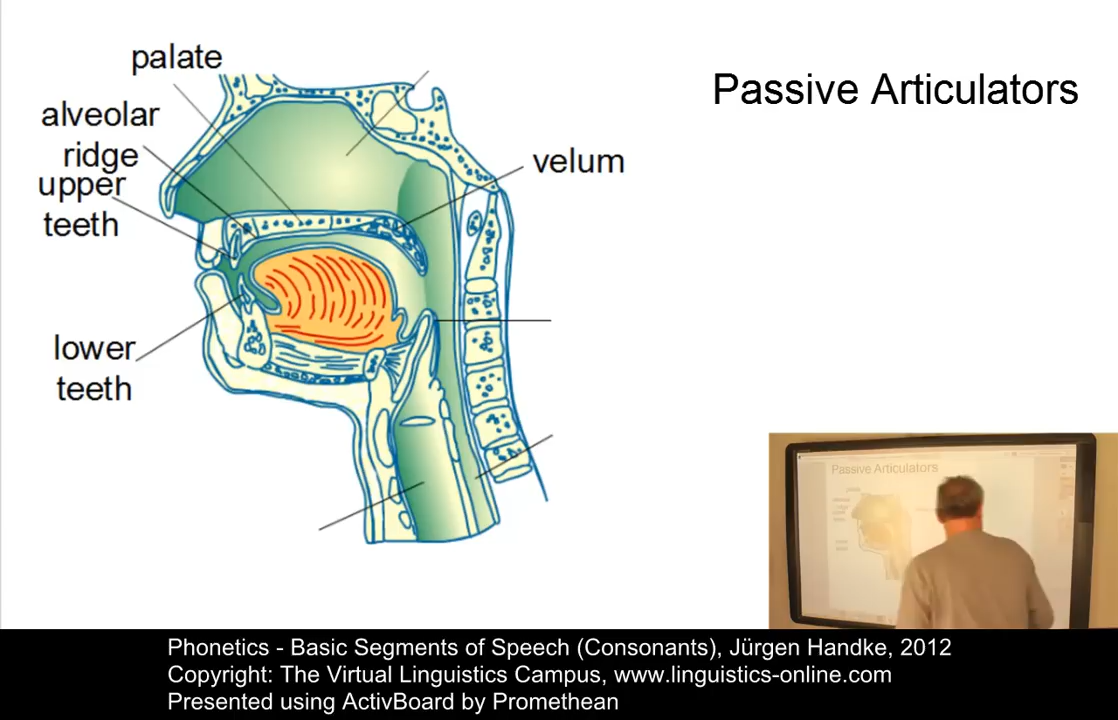 Passive Articulators
palate
alveolar
ridge
upper
teeth
velum
lower
teeth
Passive Articulators
Phonetics - Basic Segments of Speech (Consonants), Jürgen Handke, 2012
Copyright: The Virtual Linguistics Campus, www.linguistics-online.com
Presented using ActivBoard by Promethean